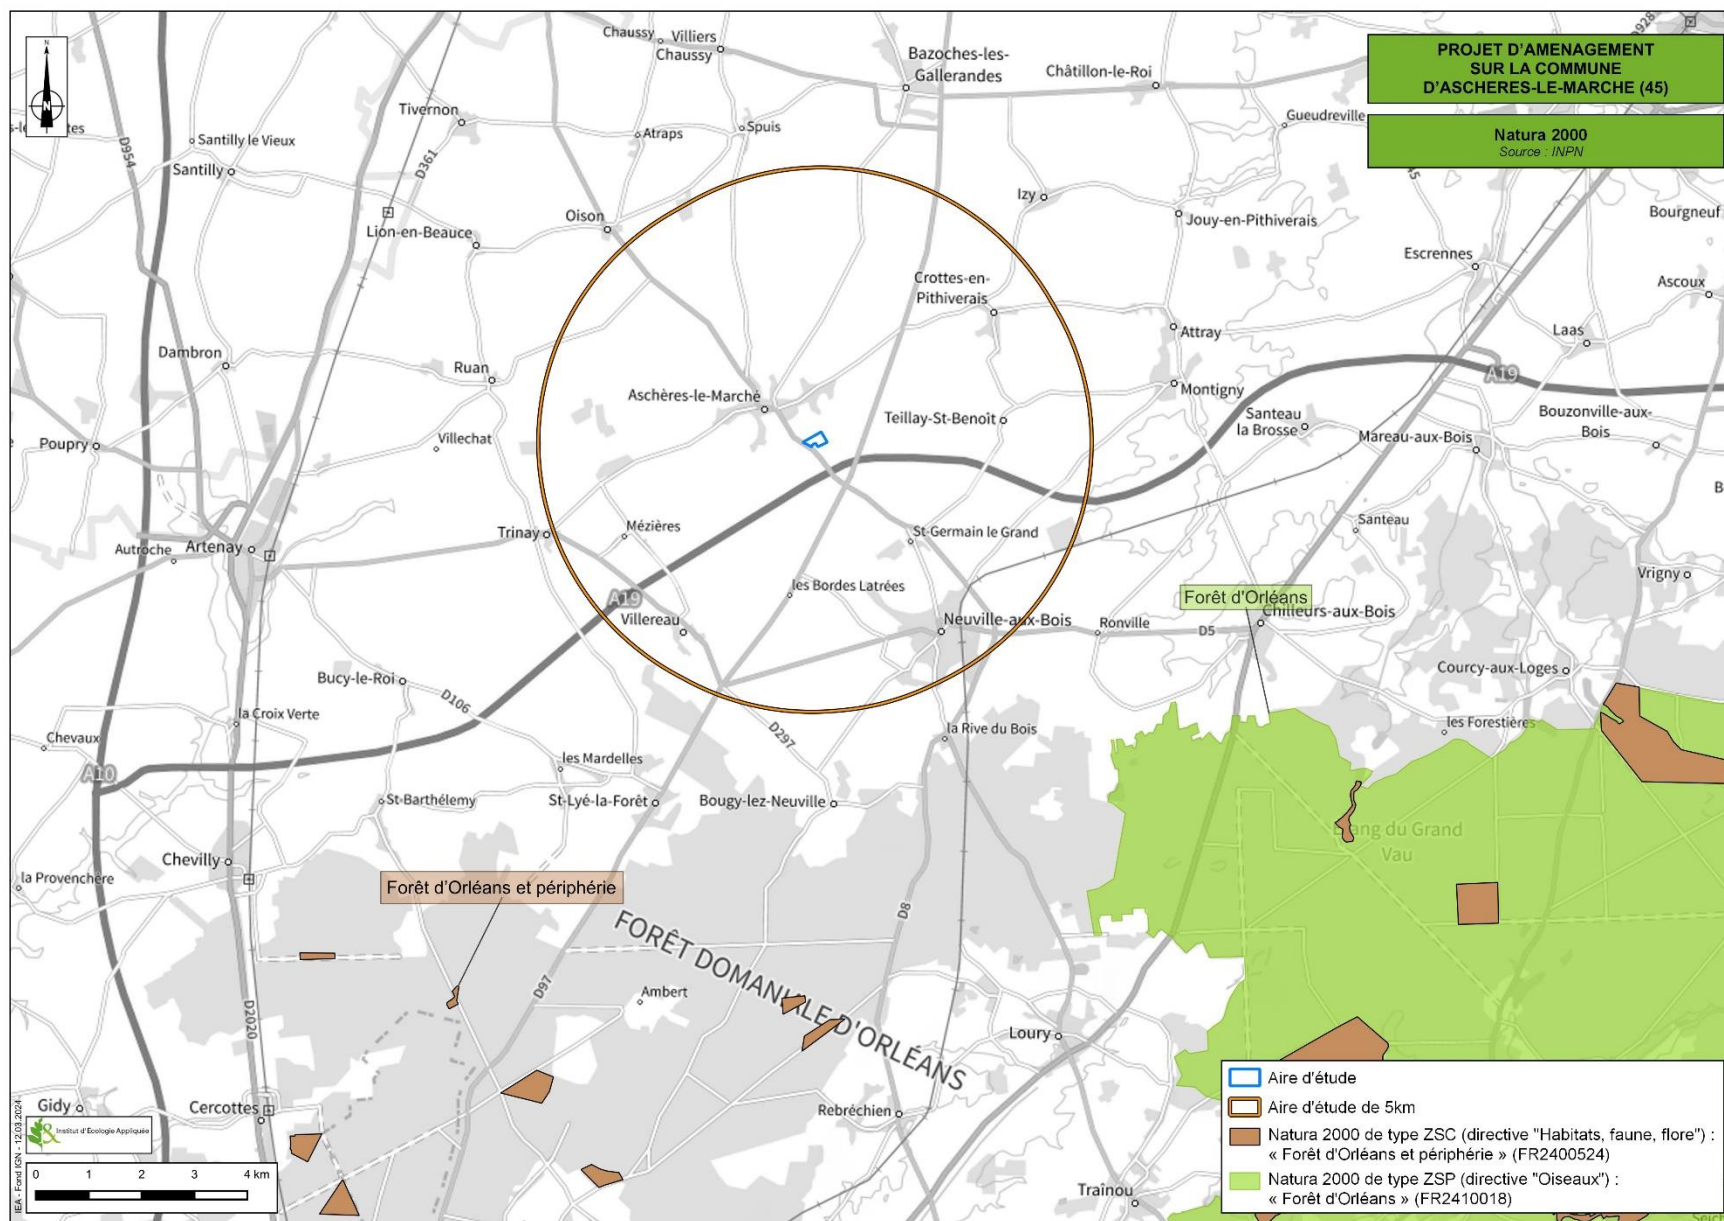 PROJET D'AMENAGEMENT
SUR LA COMMUNE
D'ASCHERES-LE-MARCHE (45)
Natura 2000
Source : INPN
N
Chaussy
Villiers
Chaussy
Bazoches-les-
Gallerandes
Châtillon-le-Roi
D928
Tivernon
Gueudreville
Santilly le Vieux
D954
D361
Atraps
Spuis
Santilly
45
Izy
Oison
Jouy-en-Pithiverais
Bourgneuf
Lion-en-Beauce
Escrennes
Crottes-en-
Pithiverais
Ascoux
Attray
Laas
Dambron
Ruan
A19
Montigny
Aschères-le-Marché
Teillay-St-Benoît
Santeau
la Brosse
Bouzonville-aux-
Bois
Poupry
Villechat
Mareau-aux-Bois
Trinay
Mézières
St-Germain le Grand
Santeau
Autroche
Artenay
Vrigny
les Bordes Latrées
A19
Forêt d'Orléans
Villereau
Neuville-aux-Bois
Ronville
D5
Chilleurs-aux-Bois
Bucy-le-Roi
Courcy-aux-Loges
D106
la Croix Verte
les Forestières
Chevaux
D297
la Rive du Bois
les Mardelles
A10
St-Barthélemy
St-Lyé-la-Forêt
Bougy-lez-Neuville
Etang du Grand
Vau
Chevilly
la Provenchère
Forêt d'Orléans et périphérie
D8
FORÊT DOMANIALE D'ORLÉANS
D97
Ambert
D2020
Loury
Gidy
Cercottes
Rebréchien
Traînou
Institut d'Écologie Appliquée
IEA - Fond IGN - 12.03.2024
0 1 2 3 4 km
Aire d'étude
Aire d'étude de 5km
Natura 2000 de type ZSC (directive "Habitats, faune, flore") :
« Forêt d'Orléans et périphérie » (FR2400524)
Natura 2000 de type ZSP (directive "Oiseaux") :
« Forêt d'Orléans » (FR2410018)